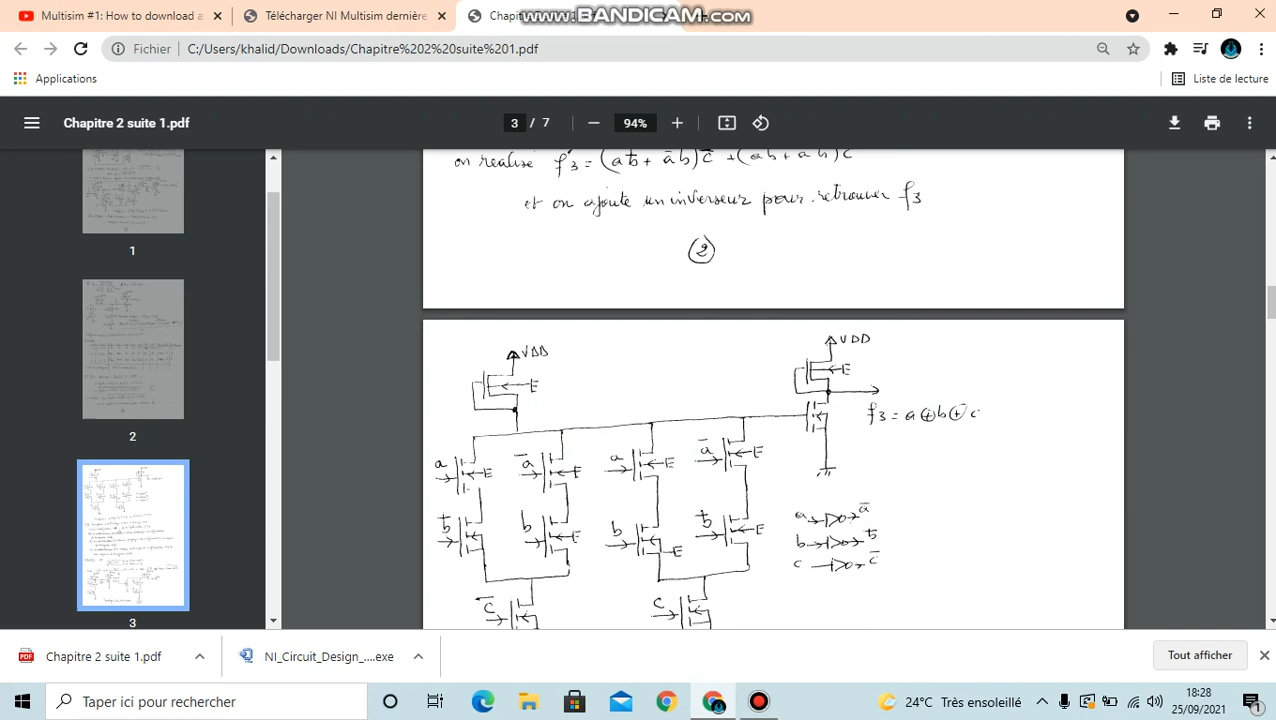 Multisim #1: How to download a
Télécharger NI Multisim dernière
Chapi
www.BANDICAM.com
Fichier
C:/Users/khalid/Downloads/Chapitre%202%20suite%201.pdf
Applications
Liste de lecture
Chapitre 2 suite 1.pdf
3 / 7
94%
1
2
3
on réalise
et on ajoute un inverseur pour retrouver f3
2
VDD
E
VDD
E
f3 = a ⊕ b ⊕ c
a E
ā E
a E
ā E
b̄
b E
b E
b̄ E
a ā
b b̄
c c̄
c̄
c
Chapitre 2 suite 1.pdf
NI_Circuit_Design_....exe
Tout afficher
Taper ici pour rechercher
24°C Très ensoleillé
18:28
25/09/2021
1